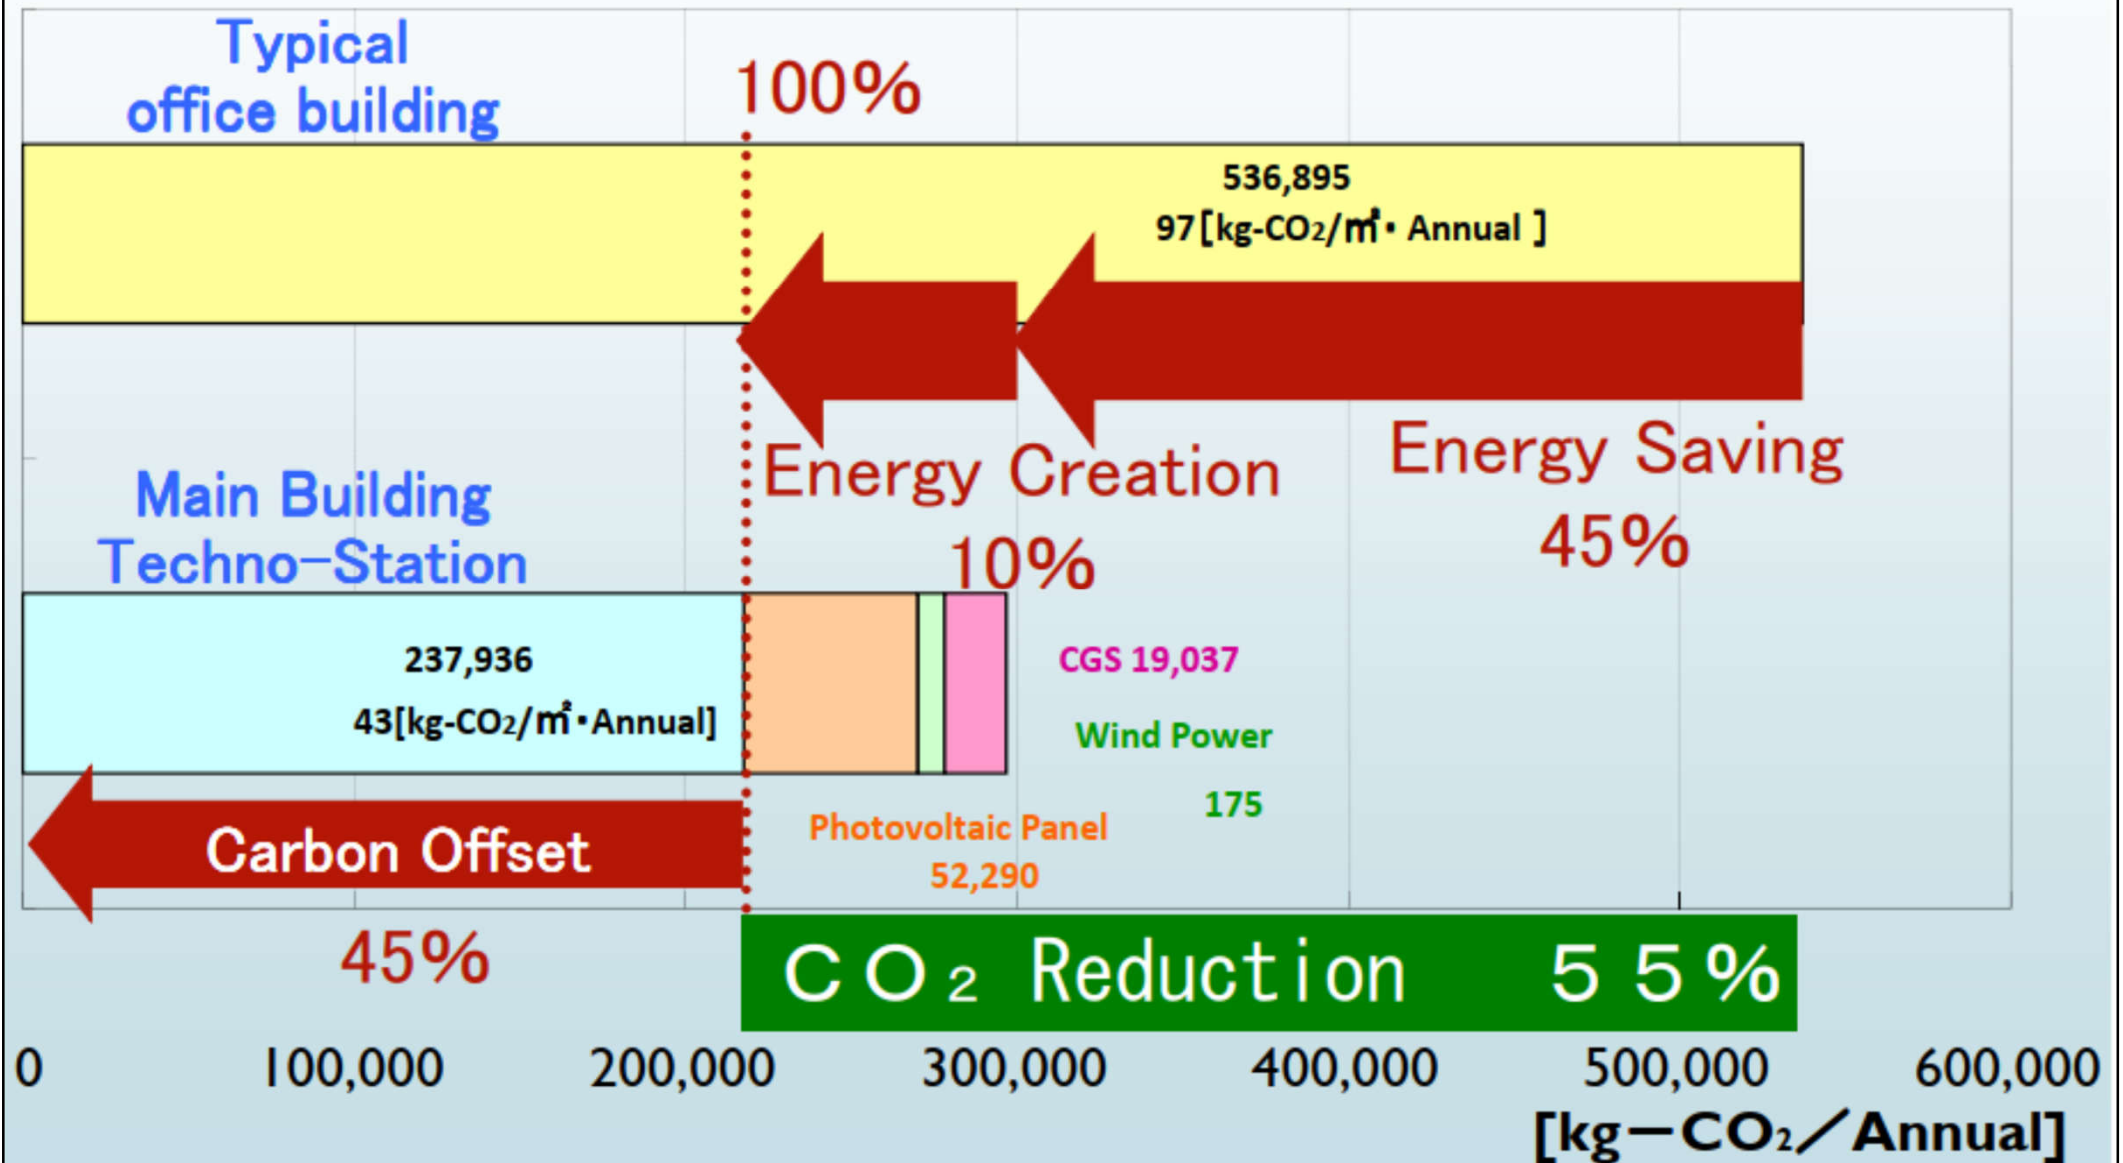 Typical
office building
100%
536,895
97[kg-CO₂/㎡・Annual ]
Energy Creation
10%
Energy Saving
45%
Main Building
Techno-Station
237,936
43[kg-CO₂/㎡・Annual]
CGS 19,037
Wind Power
175
Photovoltaic Panel
52,290
Carbon Offset
45%
CO₂ Reduction 55%
0 100,000 200,000 300,000 400,000 500,000 600,000
[kg−CO₂/Annual]